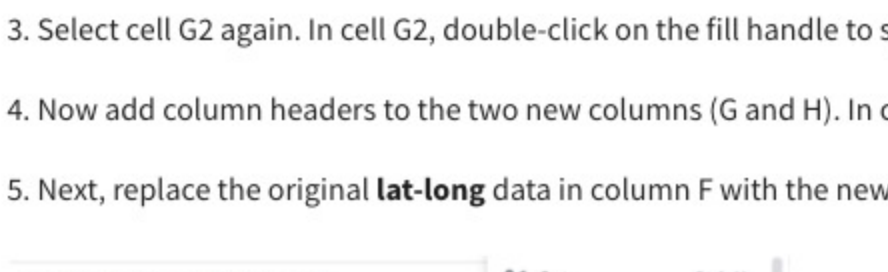 3. Select cell G2 again. In cell G2, double-click on the fill handle to
4. Now add column headers to the two new columns (G and H). In
5. Next, replace the original lat-long data in column F with the new